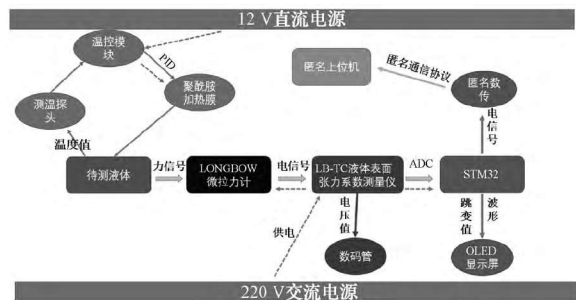 12 V直流电源
温控模
块
PID
聚酰胺
加热膜
测温探
头
温度值
匿名上位机
匿名通信协议
匿名数
传
电信号
待测液体
力信号
LONGBOW
微拉力计
电信号
LB-TC液体表面
张力系数测量仪
ADC
STM32
供电
电压值
跳变值
波形
数码管
OLED
显示屏
220 V交流电源